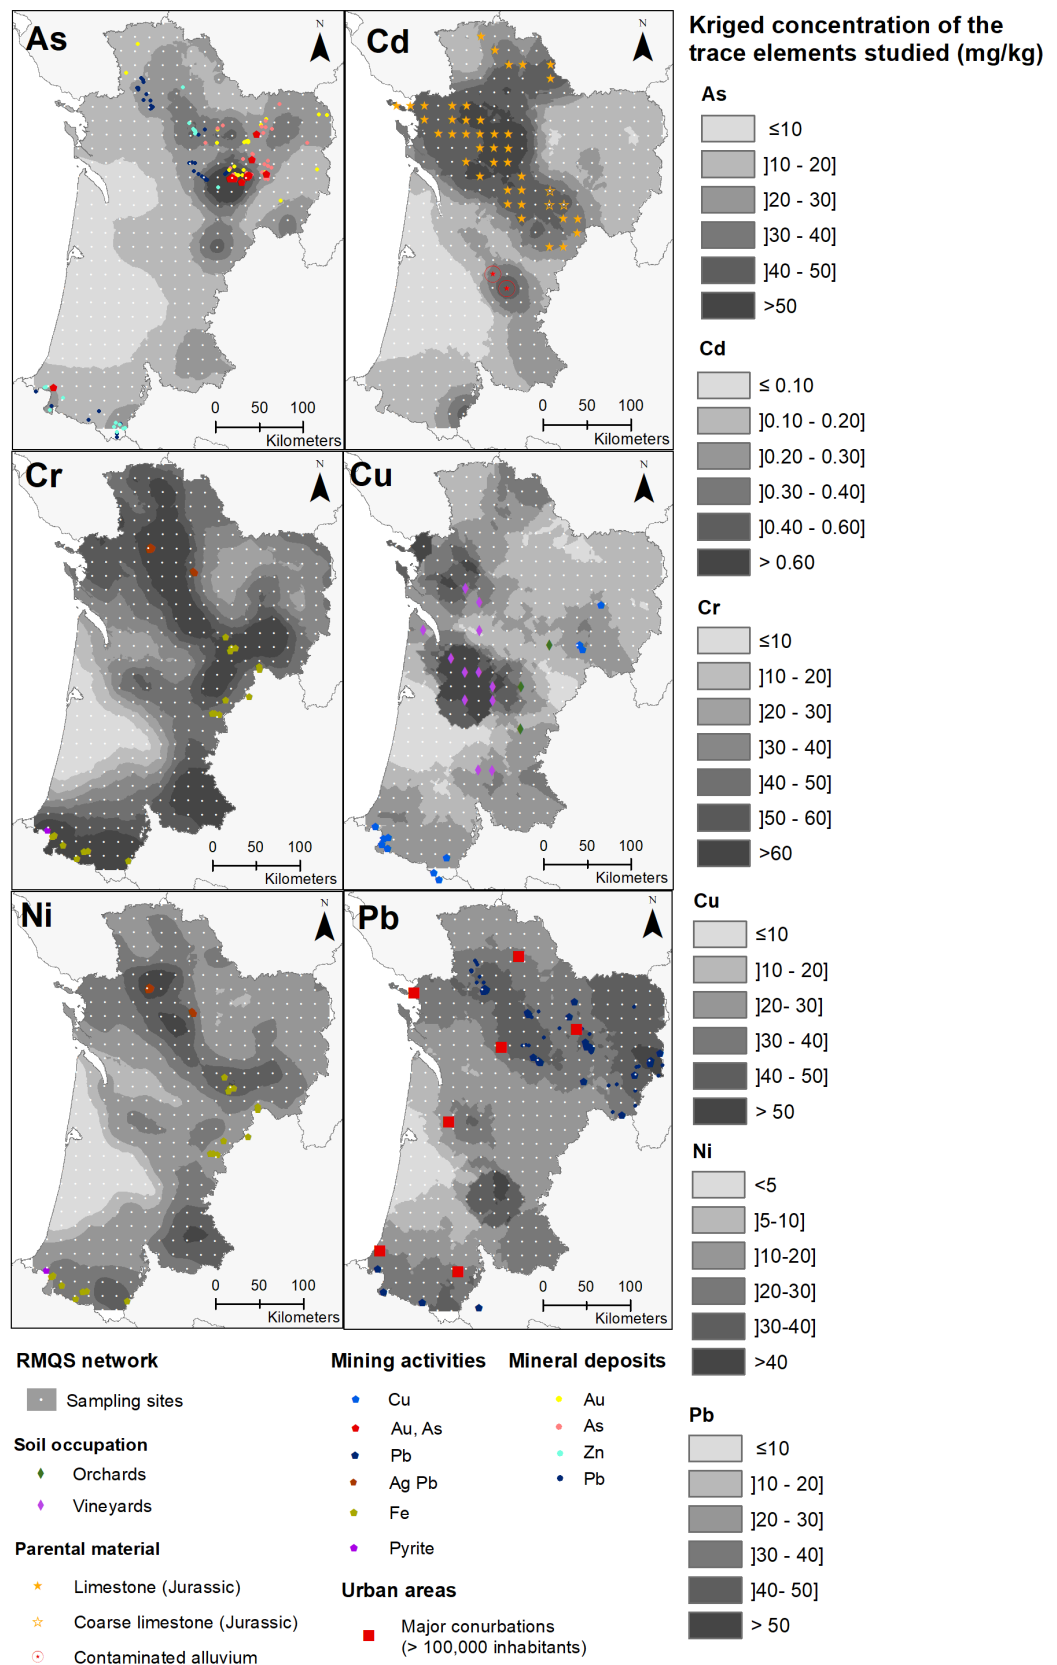 As
N
0 50 100
Kilometers
Cd
N
0 50 100
Kilometers
Cr
N
0 50 100
Kilometers
Cu
N
0 50 100
Kilometers
Ni
N
0 50 100
Kilometers
Pb
N
0 50 100
Kilometers
Kriged concentration of the
trace elements studied (mg/kg)
As
≤10
]10 - 20]
]20 - 30]
]30 - 40]
]40 - 50]
>50
Cd
≤ 0.10
]0.10 - 0.20]
]0.20 - 0.30]
]0.30 - 0.40]
]0.40 - 0.60]
> 0.60
Cr
≤10
]10 - 20]
]20 - 30]
]30 - 40]
]40 - 50]
]50 - 60]
>60
Cu
≤10
]10 - 20]
]20- 30]
]30 - 40]
]40 - 50]
> 50
Ni
<5
]5-10]
]10-20]
]20-30]
]30-40]
>40
Pb
≤10
]10 - 20]
]20 - 30]
]30 - 40]
]40- 50]
> 50
RMQS network
Sampling sites
Soil occupation
Orchards
Vineyards
Parental material
Limestone (Jurassic)
Coarse limestone (Jurassic)
Contaminated alluvium
Mining activities
Cu
Au, As
Pb
Ag Pb
Fe
Pyrite
Urban areas
Major conurbations
(> 100,000 inhabitants)
Mineral deposits
Au
As
Zn
Pb